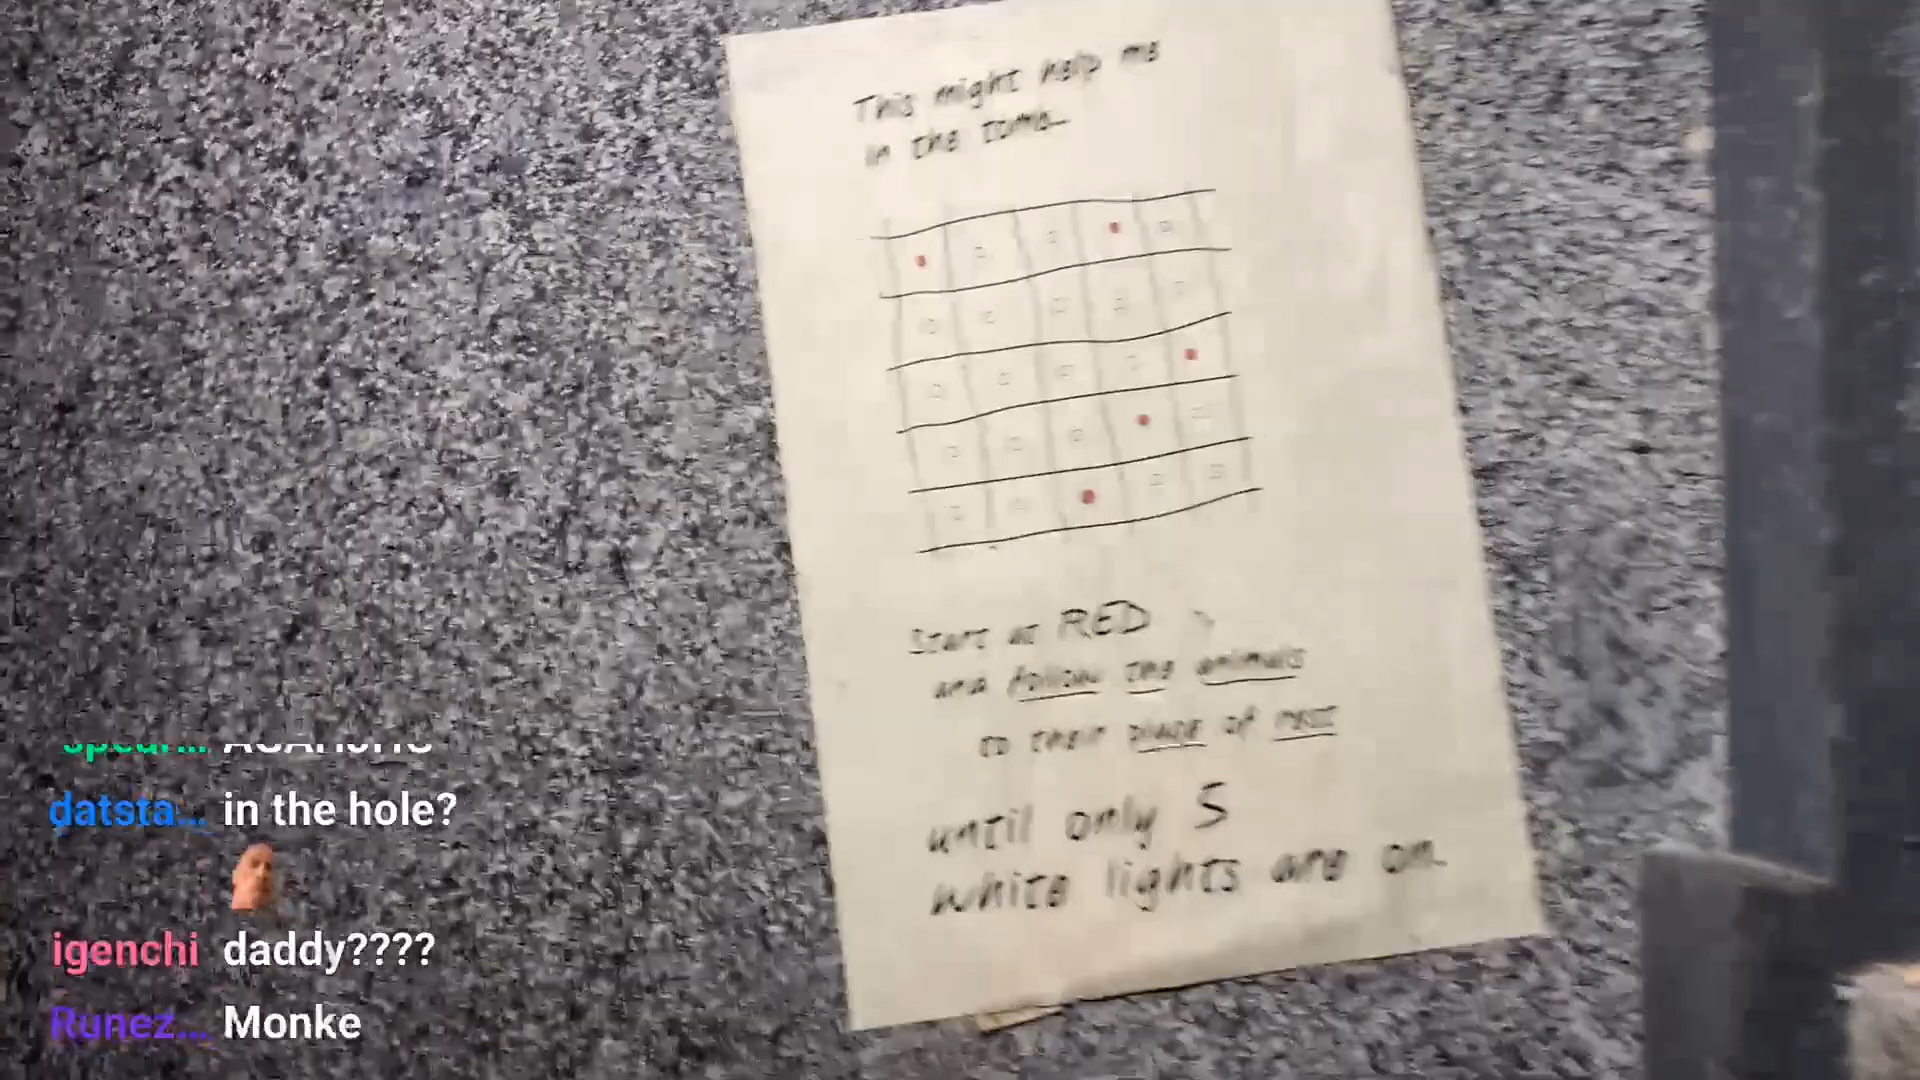 This might help me
in the tomb...
Start at RED
and follow the animals
to their place of rest
until only 5
white lights are on.
datsta... in the hole?
igenchi daddy????
Runez... Monke